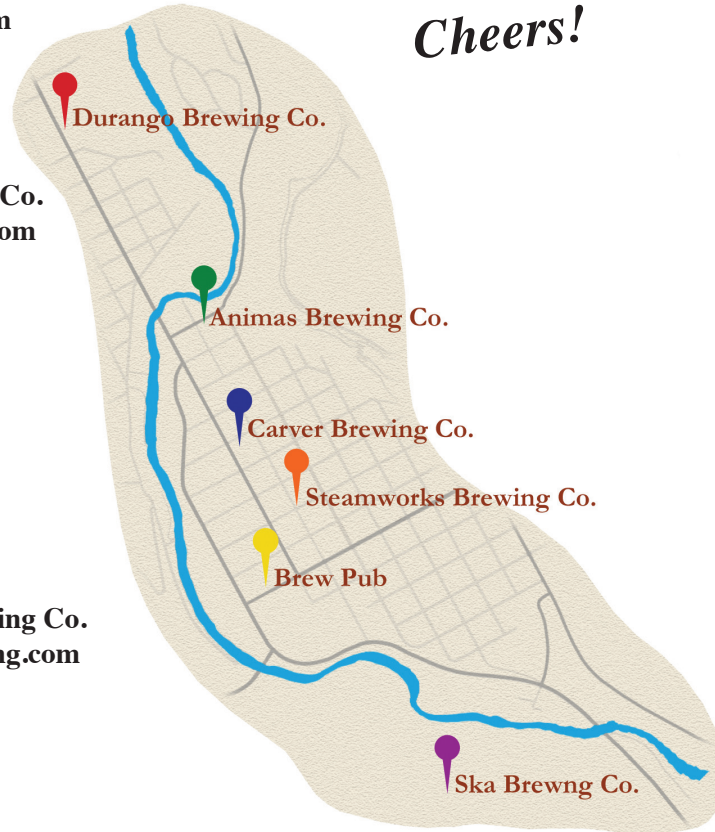 m
Cheers!
Durango Brewing Co.
Co.
om
Animas Brewing Co.
Carver Brewing Co.
Steamworks Brewing Co.
Brew Pub
ing Co.
ng.com
Ska Brewng Co.